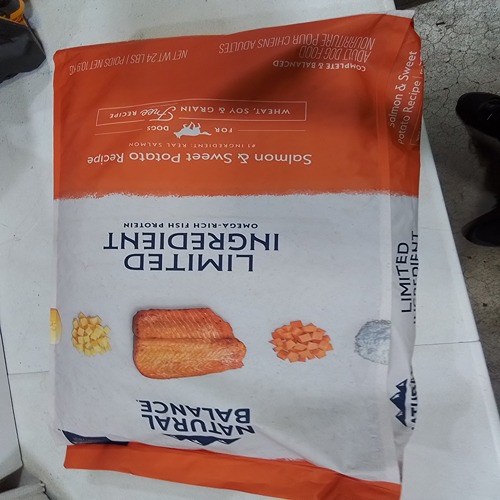 NATURAL
BALANCE
LIMITED
INGREDIENT
OMEGA-RICH FISH PROTEIN
Salmon & Sweet Potato Recipe
#1 INGREDIENT: REAL SALMON
FOR DOGS
WHEAT, SOY & GRAIN Free RECIPE
COMPLETE & BALANCED
ADULT DOG FOOD
NOURRITURE POUR CHIENS ADULTES
NET WT 24 LBS | POIDS NET 10.9 KG
Salmon & Sweet
Potato Recipe
LIMITED
INGREDIENT